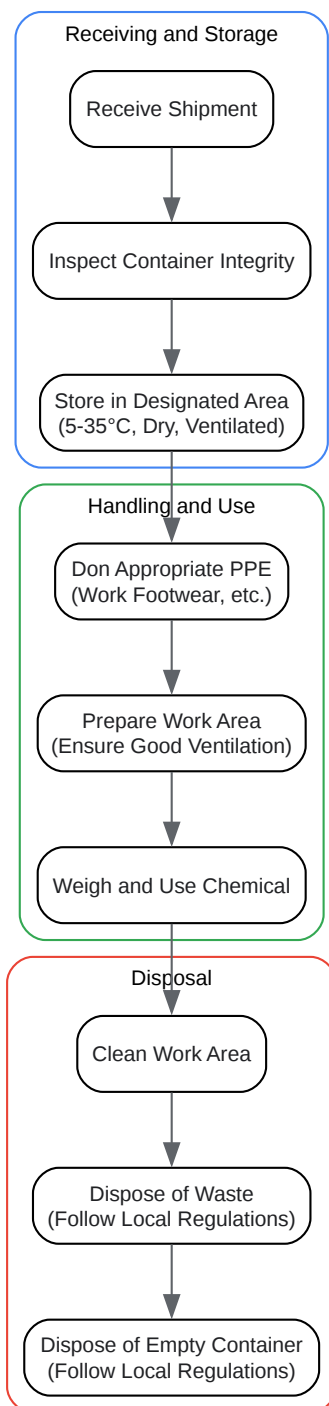 Receiving and Storage
Receive Shipment
Inspect Container Integrity
Store in Designated Area
(5-35°C, Dry, Ventilated)
Handling and Use
Don Appropriate PPE
(Work Footwear, etc.)
Prepare Work Area
(Ensure Good Ventilation)
Weigh and Use Chemical
Disposal
Clean Work Area
Dispose of Waste
(Follow Local Regulations)
Dispose of Empty Container
(Follow Local Regulations)